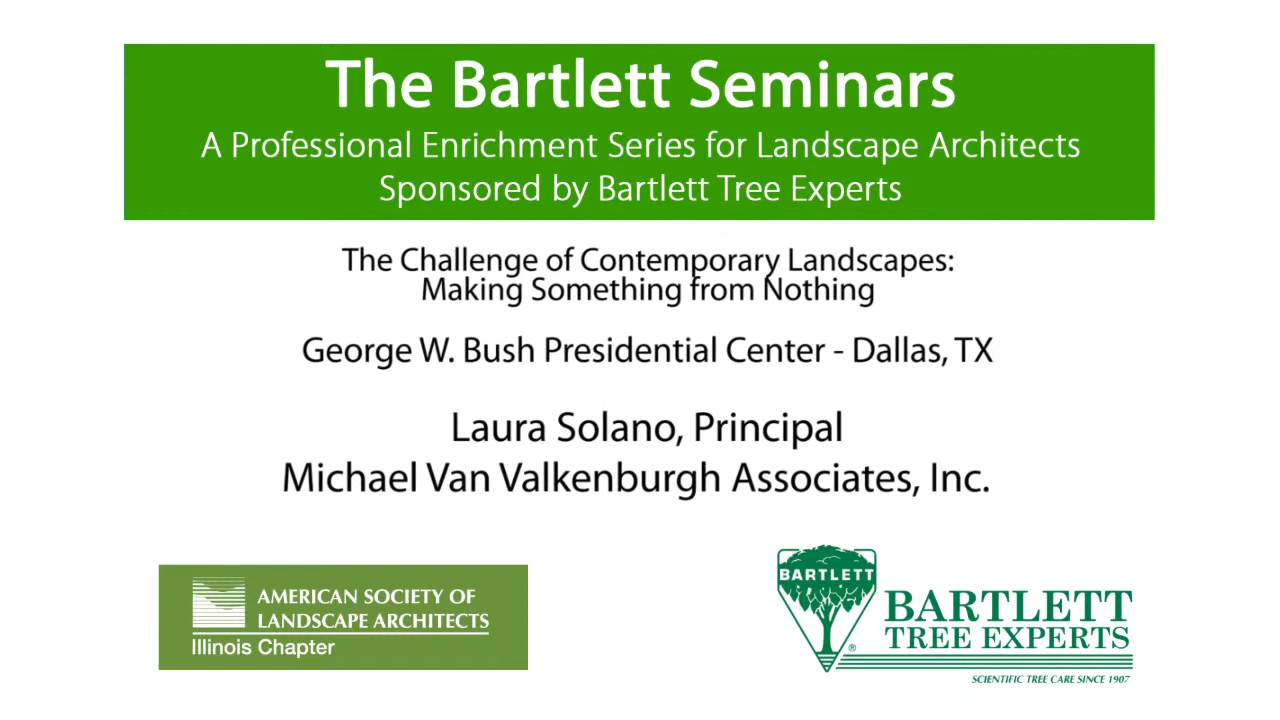 The Bartlett Seminars
A Professional Enrichment Series for Landscape Architects
Sponsored by Bartlett Tree Experts
The Challenge of Contemporary Landscapes:
Making Something from Nothing
George W. Bush Presidential Center - Dallas, TX
Laura Solano, Principal
Michael Van Valkenburgh Associates, Inc.
AMERICAN SOCIETY OF
LANDSCAPE ARCHITECTS
Illinois Chapter
BARTLETT
BARTLETT
TREE EXPERTS
®
SCIENTIFIC TREE CARE SINCE 1907